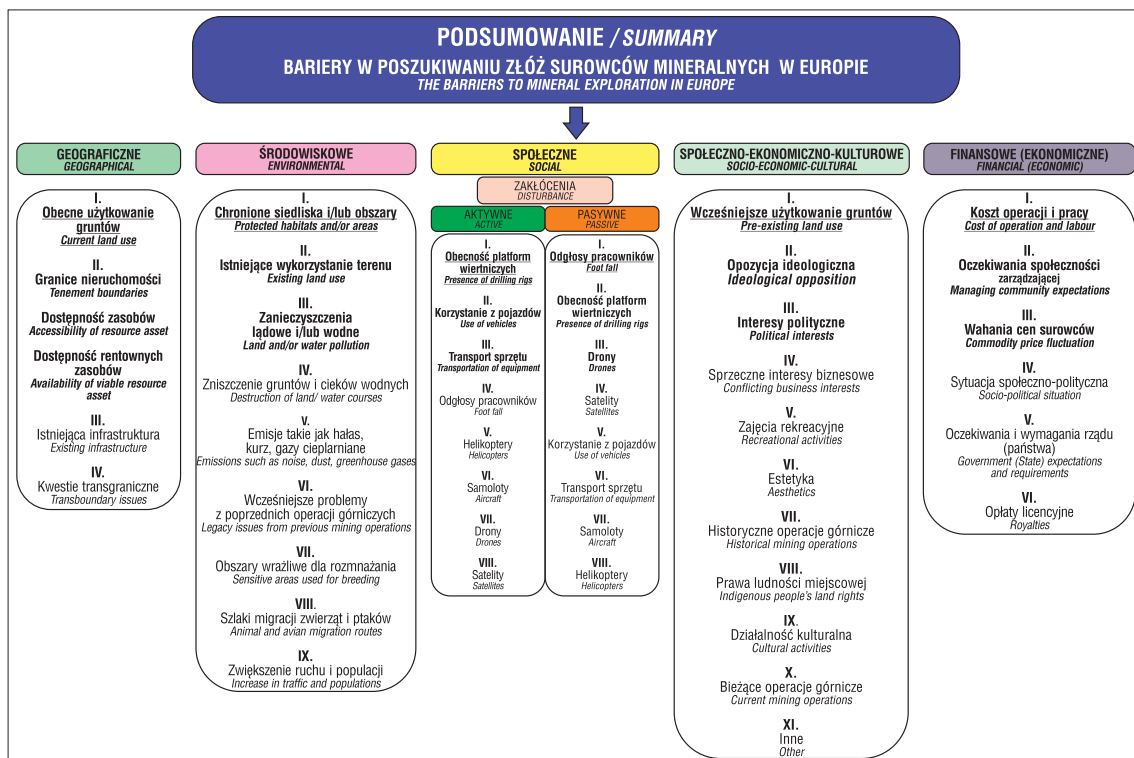 PODSUMOWANIE / SUMMARY
BARIERY W POSZUKIWANIU ZŁÓŻ SUROWCÓW MINERALNYCH W EUROPIE
THE BARRIERS TO MINERAL EXPLORATION IN EUROPE
GEOGRAFICZNE
GEOGRAPHICAL
I.
Obecne użytkowanie
gruntów
Current land use
II.
Granice nieruchomości
Tenement boundaries
Dostępność zasobów
Accessibility of resource asset
Dostępność rentownych
zasobów
Availability of viable resource
asset
III.
Istniejąca infrastruktura
Existing infrastructure
IV.
Kwestie transgraniczne
Transboundary issues
ŚRODOWISKOWE
ENVIRONMENTAL
I.
Chronione siedliska i/lub obszary
Protected habitats and/or areas
II.
Istniejące wykorzystanie terenu
Existing land use
III.
Zanieczyszczenia
lądowe i/lub wodne
Land and/or water pollution
IV.
Zniszczenie gruntów i cieków wodnych
Destruction of land/ water courses
V.
Emisje takie jak hałas,
kurz, gazy cieplarniane
Emissions such as noise, dust, greenhouse gases
VI.
Wcześniejsze problemy
z poprzednich operacji górniczych
Legacy issues from previous mining operations
VII.
Obszary wrażliwe dla rozmnażania
Sensitive areas used for breeding
VIII.
Szlaki migracji zwierząt i ptaków
Animal and avian migration routes
IX.
Zwiększenie ruchu i populacji
Increase in traffic and populations
SPOŁECZNE
SOCIAL
ZAKŁÓCENIA
DISTURBANCE
AKTYWNE
ACTIVE
I.
Obecność platform
wiertniczych
Presence of drilling rigs
II.
Korzystanie z pojazdów
Use of vehicles
III.
Transport sprzętu
Transportation of equipment
IV.
Odgłosy pracowników
Foot fall
V.
Helikoptery
Helicopters
VI.
Samoloty
Aircraft
VII.
Drony
Drones
VIII.
Satelity
Satellites
PASYWNE
PASSIVE
I.
Odgłosy pracowników
Foot fall
II.
Obecność platform
wiertniczych
Presence of drilling rigs
III.
Drony
Drones
IV.
Satelity
Satellites
V.
Korzystanie z pojazdów
Use of vehicles
VI.
Transport sprzętu
Transportation of equipment
VII.
Samoloty
Aircraft
VIII.
Helikoptery
Helicopters
SPOŁECZNO-EKONOMICZNO-KULTUROWE
SOCIO-ECONOMIC-CULTURAL
I.
Wcześniejsze użytkowanie gruntów
Pre-existing land use
II.
Opozycja ideologiczna
Ideological opposition
III.
Interesy polityczne
Political interests
IV.
Sprzeczne interesy biznesowe
Conflicting business interests
V.
Zajęcia rekreacyjne
Recreational activities
VI.
Estetyka
Aesthetics
VII.
Historyczne operacje górnicze
Historical mining operations
VIII.
Prawa ludności miejscowej
Indigenous people's land rights
IX.
Działalność kulturalna
Cultural activities
X.
Bieżące operacje górnicze
Current mining operations
XI.
Inne
Other
FINANSOWE (EKONOMICZNE)
FINANCIAL (ECONOMIC)
I.
Koszt operacji i pracy
Cost of operation and labour
II.
Oczekiwania społeczności
zarządzającej
Managing community expectations
III.
Wahania cen surowców
Commodity price fluctuation
IV.
Sytuacja społeczno-polityczna
Socio-political situation
V.
Oczekiwania i wymagania rządu
(państwa)
Government (State) expectations
and requirements
VI.
Opłaty licencyjne
Royalties